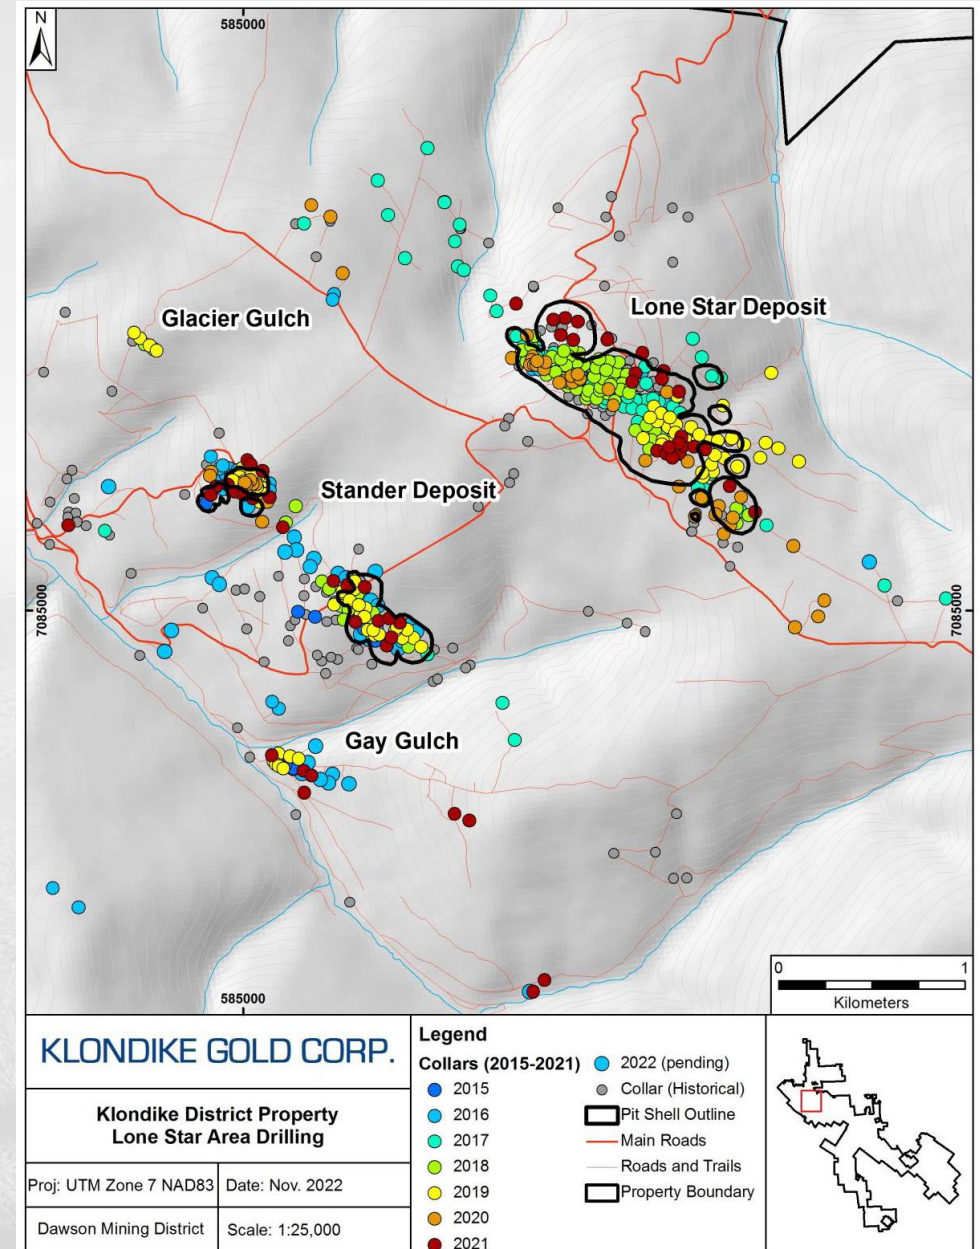 585000
N
Lone Star Deposit
Glacier Gulch
Stander Deposit
7085000
7085000
Gay Gulch
585000
0 1
Kilometers
KLONDIKE GOLD CORP.
Klondike District Property
Lone Star Area Drilling
Proj: UTM Zone 7 NAD83
Date: Nov. 2022
Dawson Mining District
Scale: 1:25,000
Legend
Collars (2015-2021)
2015
2016
2017
2018
2019
2020
2021
2022 (pending)
Collar (Historical)
Pit Shell Outline
Main Roads
Roads and Trails
Property Boundary